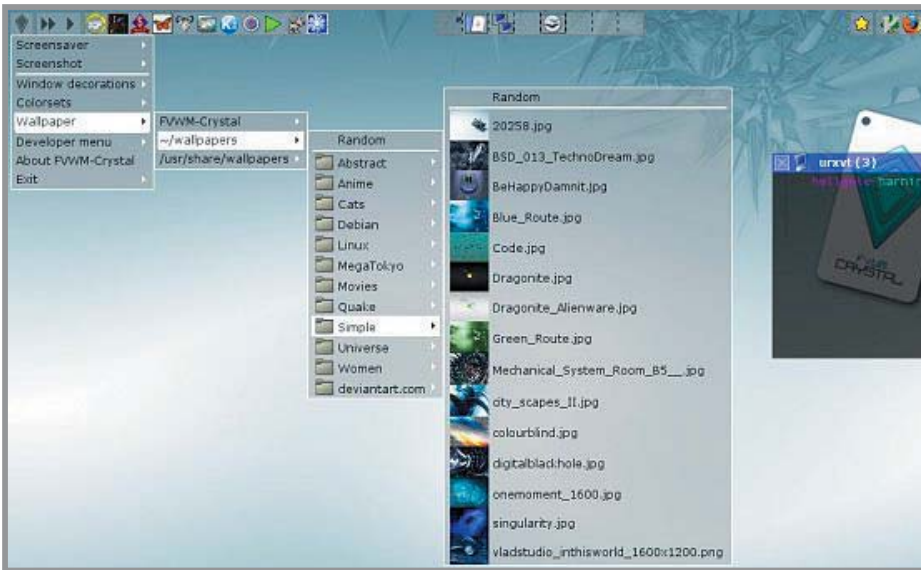 Screensaver
Screenshot
Window decorations
Colorsets
Wallpaper
Developer menu
About FVWM-Crystal
Exit
FVWM-Crystal
~/wallpapers
/usr/share/wallpapers
Random
Abstract
Anime
Cats
Debian
Linux
MegaTokyo
Movies
Quake
Simple
Universe
Women
deviantart.com
Random
20258.jpg
BSD_013_TechnoDream.jpg
BeHappyDamnit.jpg
Blue_Route.jpg
Code.jpg
Dragonite.jpg
Dragonite_Alienware.jpg
Green_Route.jpg
Mechanical_System_Room_B5__.jpg
city_scapes_II.jpg
colourblind.jpg
digitalblackhole.jpg
onemoment_1600.jpg
singularity.jpg
vladstudio_inthisworld_1600x1200.png
urxvt (3)
CRYSTAL